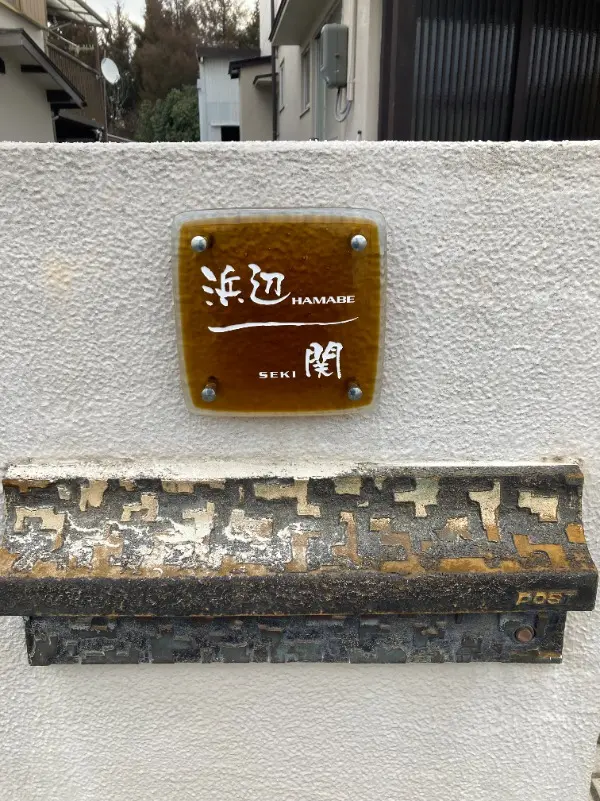 浜辺 HAMABE
SEKI 関
POST